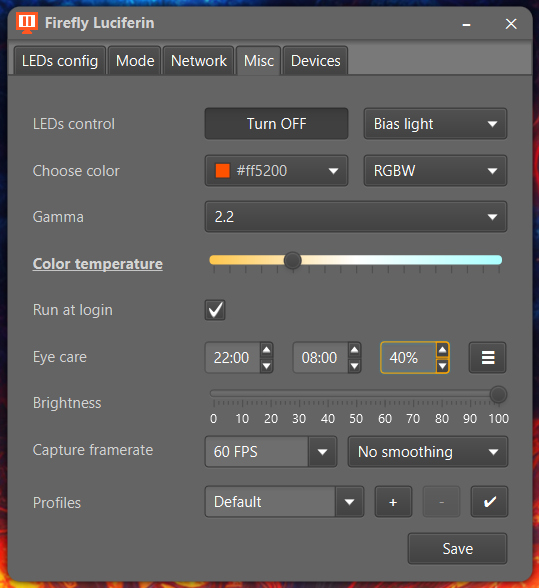 Firefly Luciferin
LEDs config Mode Network Misc Devices
LEDs control Turn OFF Bias light
Choose color #ff5200 RGBW
Gamma 2.2
Color temperature
Run at login
Eye care 22:00 08:00 40%
Brightness
0 10 20 30 40 50 60 70 80 90 100
Capture framerate 60 FPS No smoothing
Profiles Default + -
Save